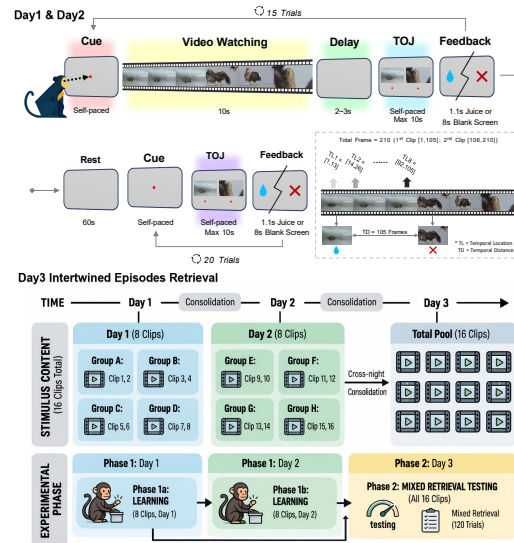 Day1 & Day2
15 Trials
Cue
Video Watching
Delay
TOJ
Feedback
Self-paced
10s
2~3s
Self-paced
Max 10s
1.1s Juice or
8s Blank Screen
Rest
Cue
TOJ
Feedback
60s
Self-paced
Self-paced
Max 10s
1.1s Juice or
8s Blank Screen
20 Trials
Total Frame = 210 (1st Clip [1,105]; 2nd Clip [106,210])
TL1 = [1,13]
TL2 = [14,26]
......
TL8 = [92,105]
TD = 105 Frames
* TL = Temporal Location
TD = Temporal Distance
Day3 Intertwined Episodes Retrieval
TIME
Day 1
Consolidation
Day 2
Consolidation
Day 3
STIMULUS CONTENT
(16 Clips Total)
Day 1 (8 Clips)
Group A:
Clip 1, 2
Group B:
Clip 3, 4
Group C:
Clip 5, 6
Group D:
Clip 7, 8
Day 2 (8 Clips)
Group E:
Clip 9, 10
Group F:
Clip 11, 12
Group G:
Clip 13, 14
Group H:
Clip 15, 16
Cross-night
Consolidation
Total Pool (16 Clips)
EXPERIMENTAL
PHASE
Phase 1: Day 1
Phase 1a:
LEARNING
(8 Clips, Day 1)
Phase 1: Day 2
Phase 1b:
LEARNING
(8 Clips, Day 2)
Phase 2: Day 3
Phase 2: MIXED RETRIEVAL TESTING
(All 16 Clips)
testing
Mixed Retrieval
(120 Trials)